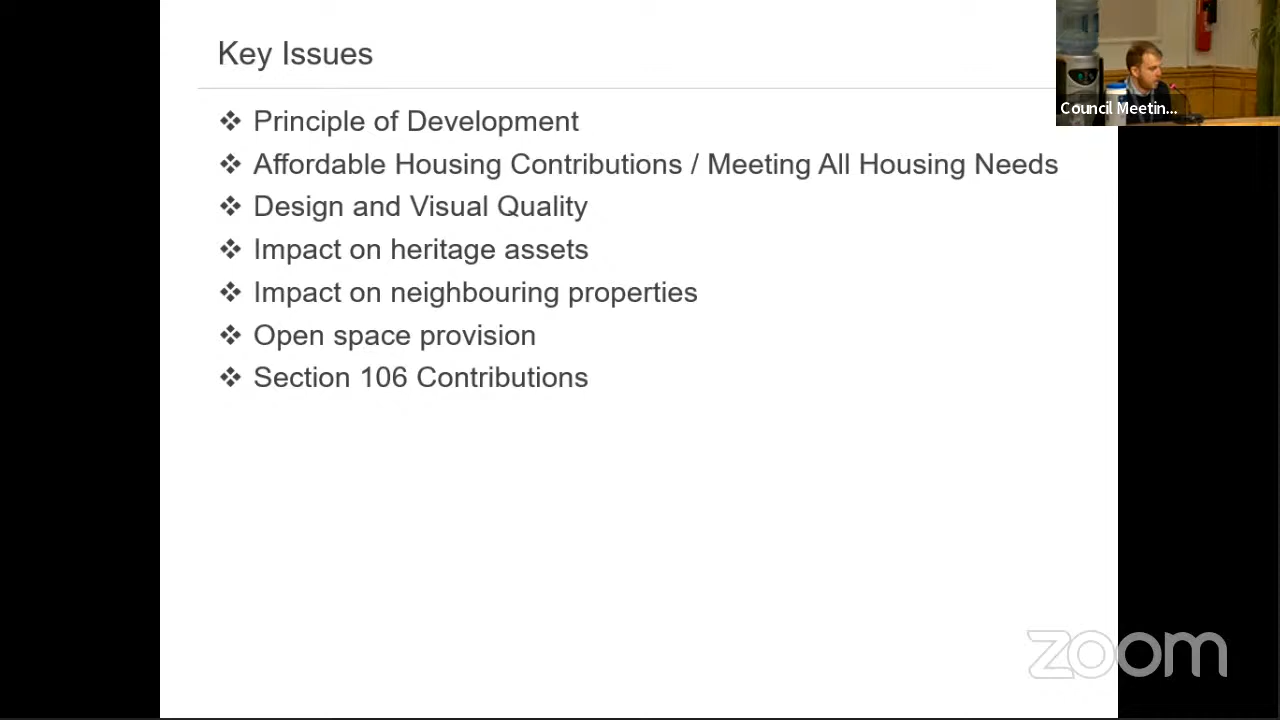 Key Issues
Principle of Development
Affordable Housing Contributions / Meeting All Housing Needs
Design and Visual Quality
Impact on heritage assets
Impact on neighbouring properties
Open space provision
Section 106 Contributions
Council Meetin...
zoom